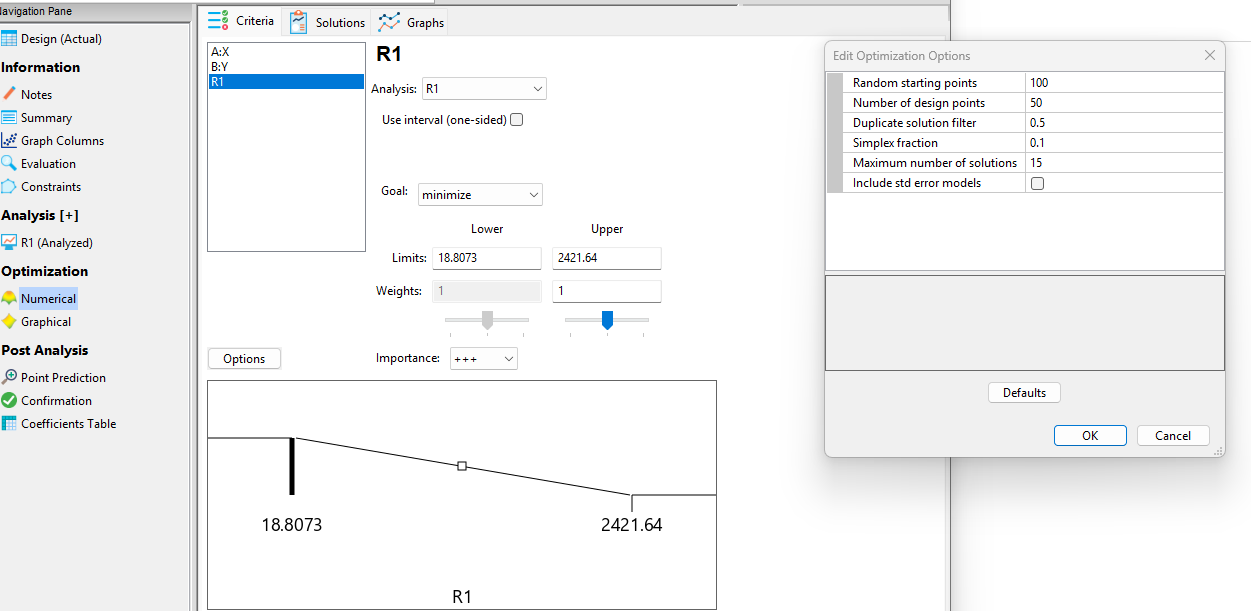 Navigation Pane
Design (Actual)
Information
Notes
Summary
Graph Columns
Evaluation
Constraints
Analysis [+]
R1 (Analyzed)
Optimization
Numerical
Graphical
Post Analysis
Point Prediction
Confirmation
Coefficients Table
Criteria
Solutions
Graphs
A:X
B:Y
R1
R1
Analysis: R1
Use interval (one-sided)
Goal: minimize
Lower Upper
Limits: 18.8073 2421.64
Weights: 1 1
Options
Importance: +++
18.8073 2421.64
R1
Edit Optimization Options
Random starting points 100
Number of design points 50
Duplicate solution filter 0.5
Simplex fraction 0.1
Maximum number of solutions 15
Include std error models
Defaults
OK Cancel